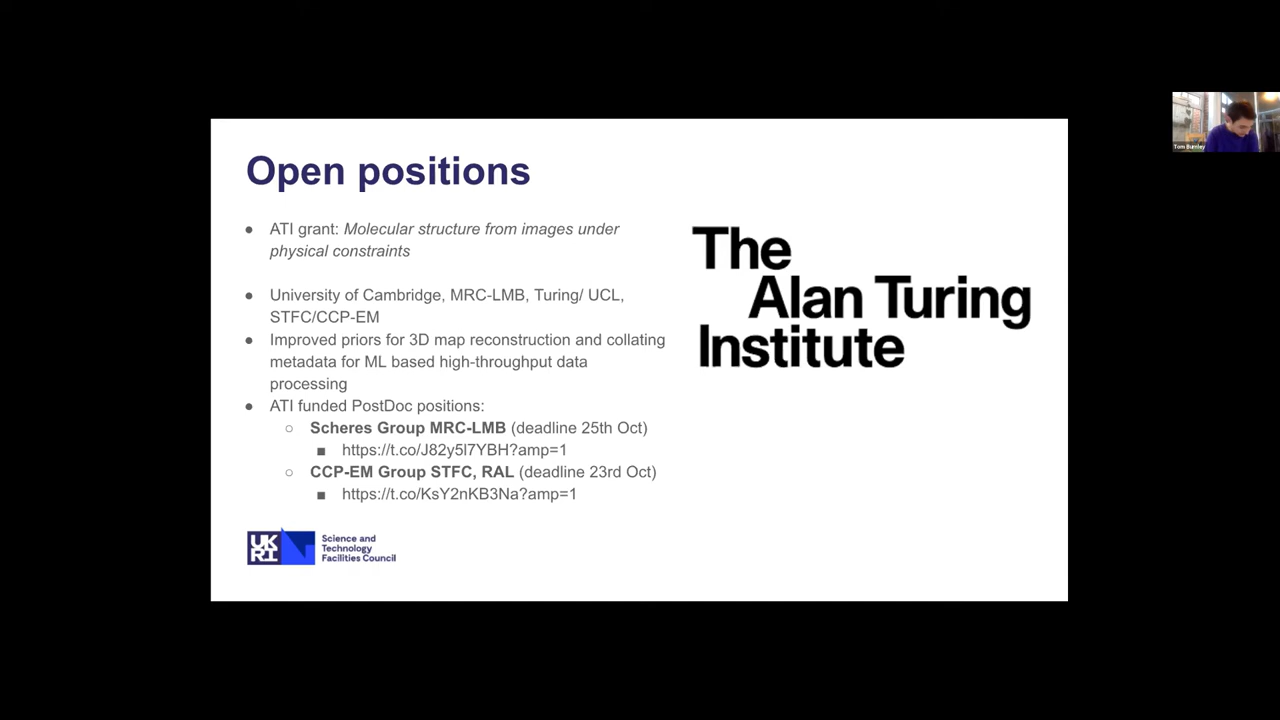 Open positions
● ATI grant: Molecular structure from images under
physical constraints
● University of Cambridge, MRC-LMB, Turing/ UCL,
STFC/CCP-EM
● Improved priors for 3D map reconstruction and collating
metadata for ML based high-throughput data
processing
● ATI funded PostDoc positions:
○ Scheres Group MRC-LMB (deadline 25th Oct)
■ https://t.co/J82y5l7YBH?amp=1
○ CCP-EM Group STFC, RAL (deadline 23rd Oct)
■ https://t.co/KsY2nKB3Na?amp=1
The
Alan Turing
Institute
UK
RI
Science and
Technology
Facilities Council
Tom Burnley